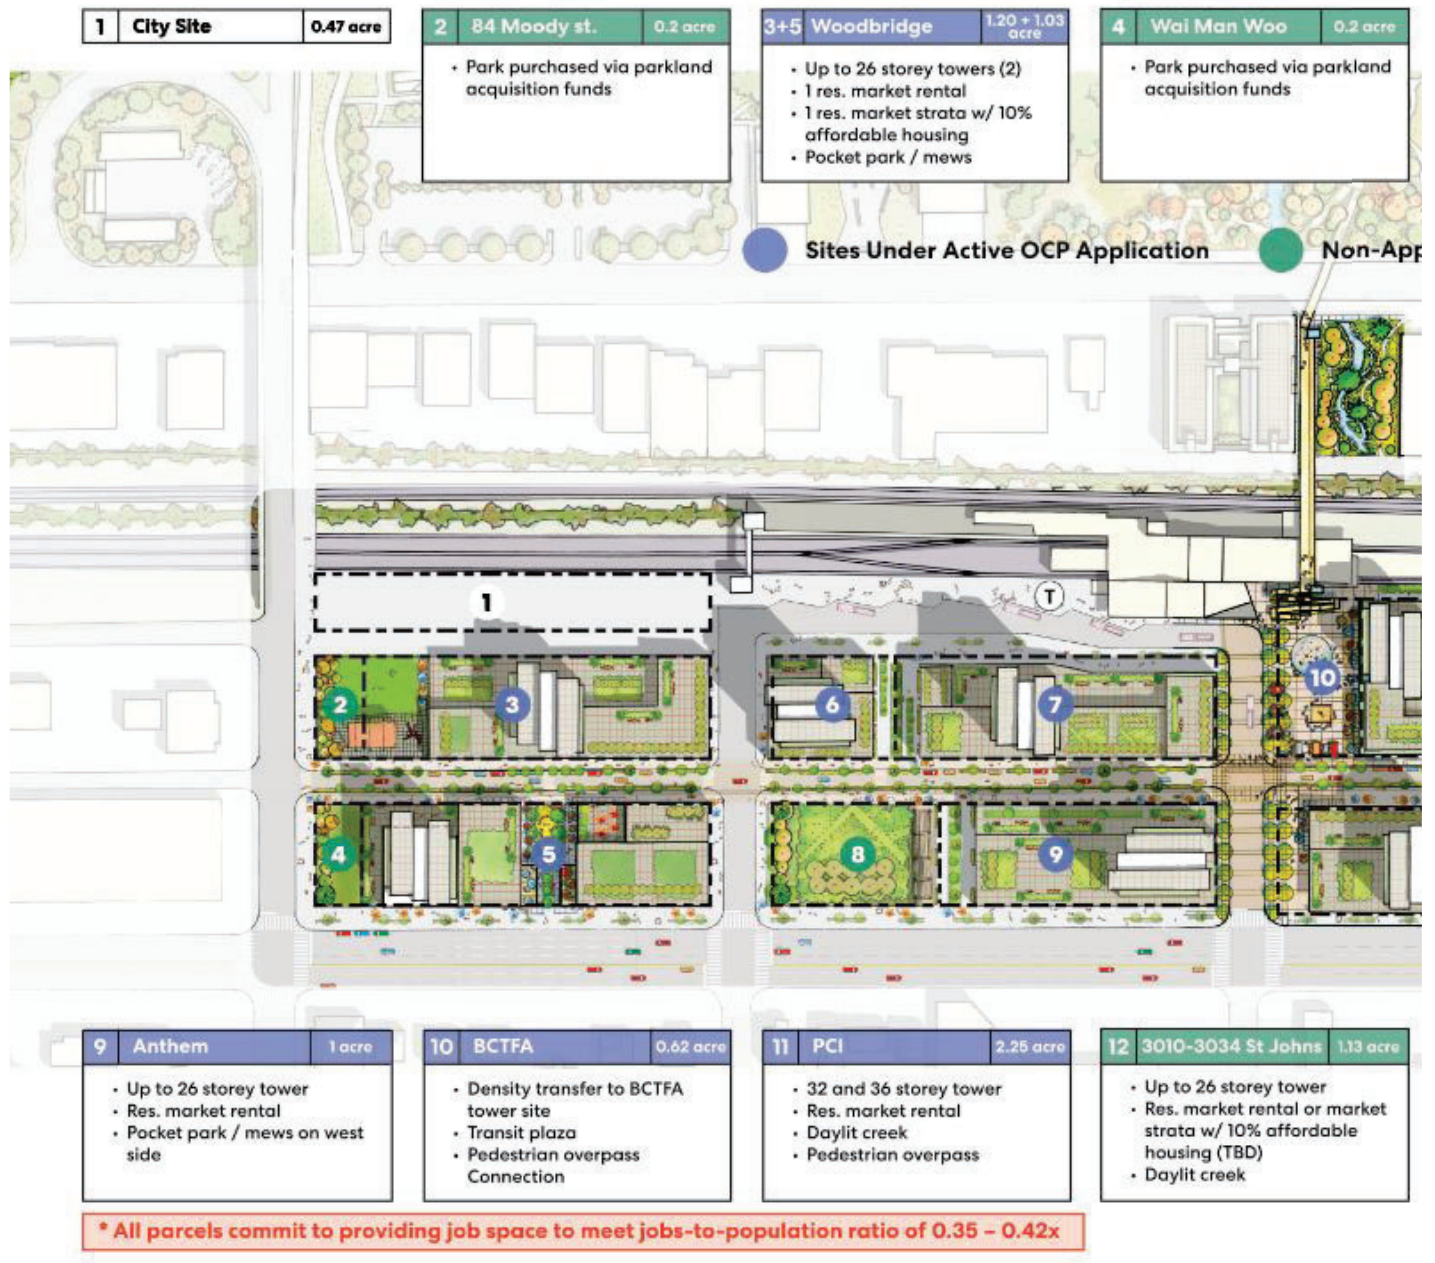 1 City Site 0.47 acre
2 84 Moody st. 0.2 acre
• Park purchased via parkland
acquisition funds
3+5 Woodbridge 1.20 + 1.03
acre
• Up to 26 storey towers (2)
• 1 res. market rental
• 1 res. market strata w/ 10%
affordable housing
• Pocket park / mews
4 Wai Man Woo 0.2 acre
• Park purchased via parkland
acquisition funds
Sites Under Active OCP Application
Non-App
1
T
2
3
6
7
10
4
5
8
9
9 Anthem 1 acre
• Up to 26 storey tower
• Res. market rental
• Pocket park / mews on west
side
10 BCTFA 0.62 acre
• Density transfer to BCTFA
tower site
• Transit plaza
• Pedestrian overpass
Connection
11 PCI 2.25 acre
• 32 and 36 storey tower
• Res. market rental
• Daylit creek
• Pedestrian overpass
12 3010-3034 St Johns 1.13 acre
• Up to 26 storey tower
• Res. market rental or market
strata w/ 10% affordable
housing (TBD)
• Daylit creek
* All parcels commit to providing job space to meet jobs-to-population ratio of 0.35 – 0.42x